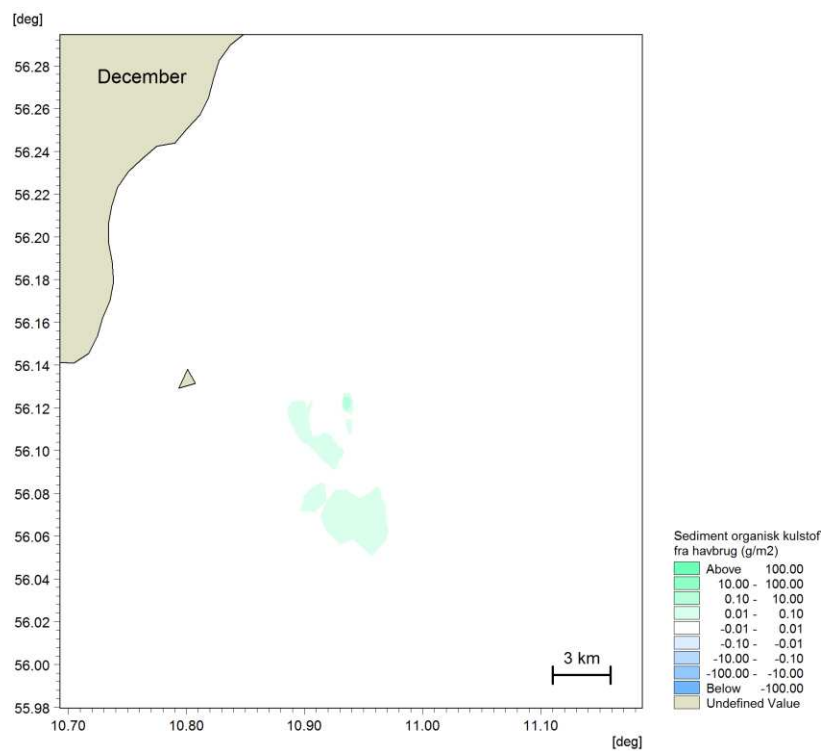 [deg]
December
56.28
56.26
56.24
56.22
56.20
56.18
56.16
56.14
56.12
56.10
56.08
56.06
56.04
56.02
56.00
55.98
3 km
10.70 10.80 10.90 11.00 11.10
[deg]
Sediment organisk kulstof
fra havbrug (g/m2)
Above 100.00
10.00 - 100.00
0.10 - 10.00
0.01 - 0.10
-0.01 - 0.01
-0.10 - -0.01
-10.00 - -0.10
-100.00 - -10.00
Below -100.00
Undefined Value